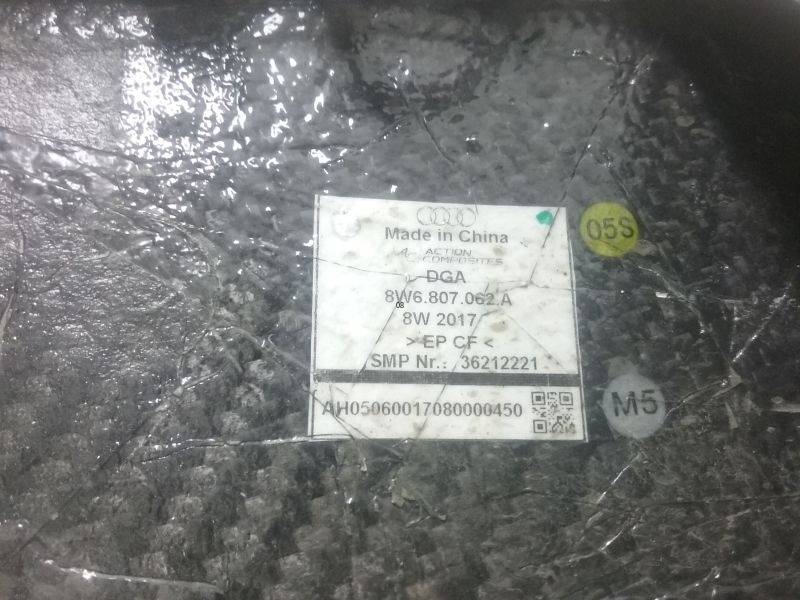 Made in China
ACTION
COMPOSITES
DGA
8W6.807.062.A
08
8W 2017
> EP CF <
SMP Nr.: 36212221
AH05060017080000450
05S
M5